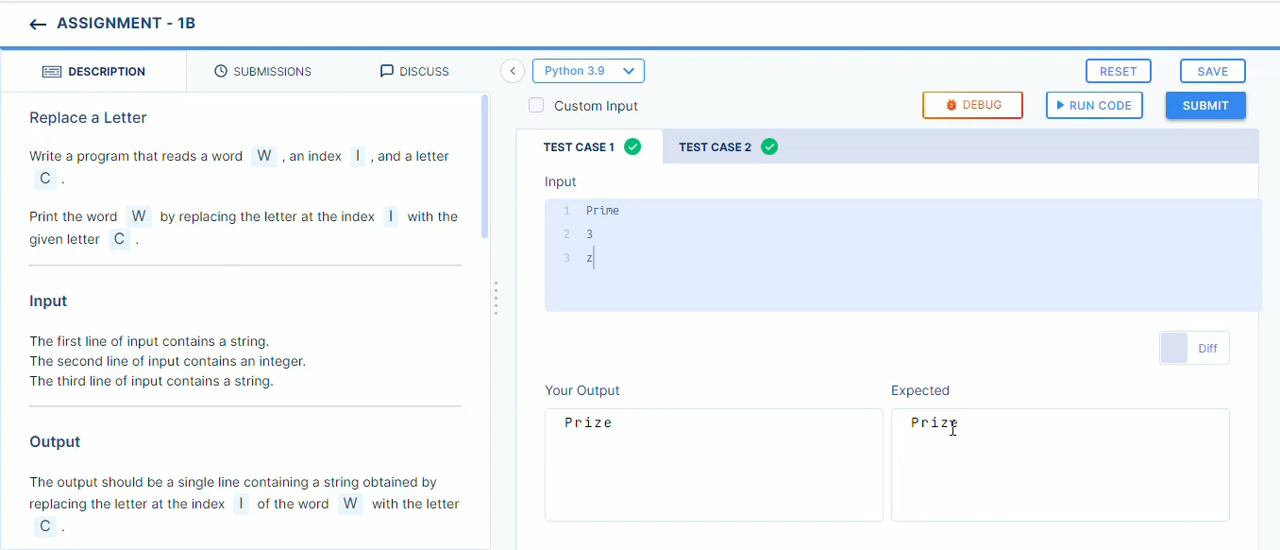 ASSIGNMENT - 1B
DESCRIPTION
SUBMISSIONS
DISCUSS
Replace a Letter
Write a program that reads a word W , an index I , and a letter
C .
Print the word W by replacing the letter at the index I with the
given letter C .
Input
The first line of input contains a string.
The second line of input contains an integer.
The third line of input contains a string.
Output
The output should be a single line containing a string obtained by
replacing the letter at the index I of the word W with the letter
C .
Python 3.9
RESET
SAVE
Custom Input
DEBUG
RUN CODE
SUBMIT
TEST CASE 1
TEST CASE 2
Input
1 Prime
2 3
3 z
Diff
Your Output
Expected
Prize
Prize